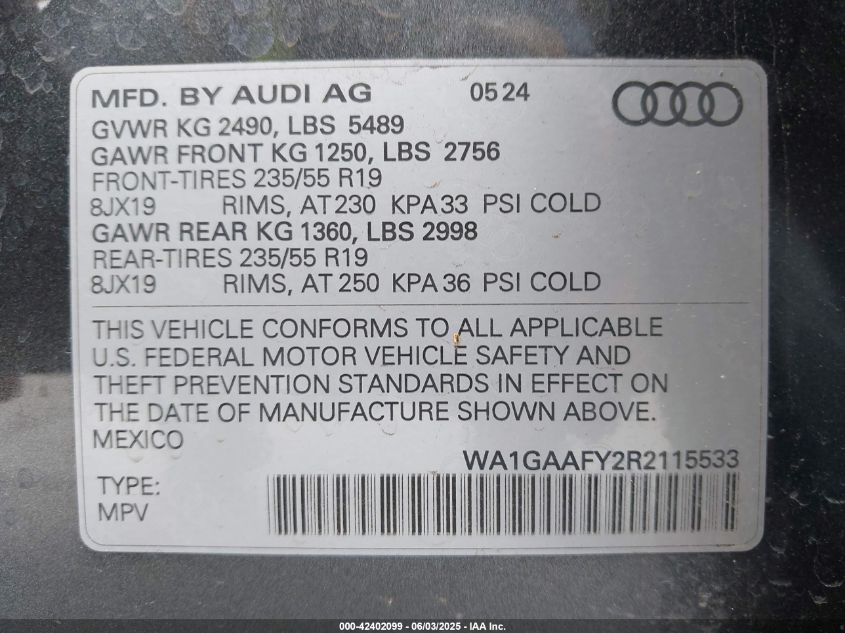 MFD. BY AUDI AG 05 24
GVWR KG 2490, LBS 5489
GAWR FRONT KG 1250, LBS 2756
FRONT-TIRES 235/55 R19
8JX19 RIMS, AT 230 KPA 33 PSI COLD
GAWR REAR KG 1360, LBS 2998
REAR-TIRES 235/55 R19
8JX19 RIMS, AT 250 KPA 36 PSI COLD
THIS VEHICLE CONFORMS TO ALL APPLICABLE
U.S. FEDERAL MOTOR VEHICLE SAFETY AND
THEFT PREVENTION STANDARDS IN EFFECT ON
THE DATE OF MANUFACTURE SHOWN ABOVE.
MEXICO
WA1GAAFY2R2115533
TYPE:
MPV
000-42402099 - 06/03/2025 - IAA Inc.